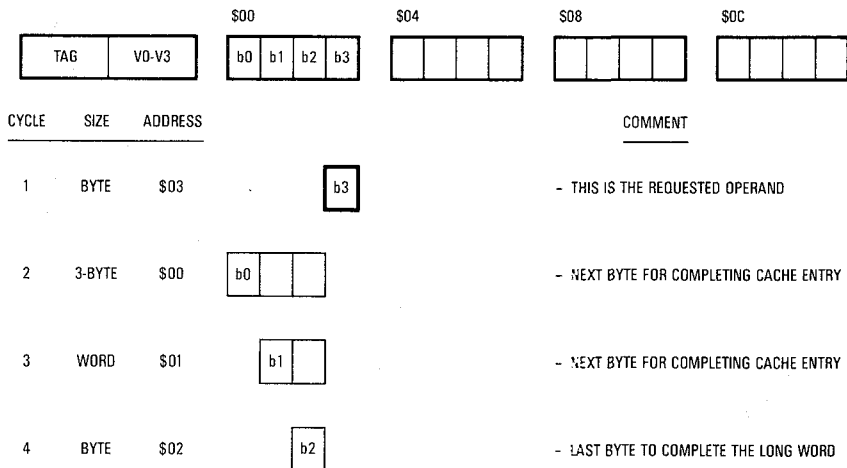 $00 $04 $08 $0C
TAG V0-V3 b0 b1 b2 b3
CYCLE SIZE ADDRESS COMMENT
1 BYTE $03 b3 - THIS IS THE REQUESTED OPERAND
2 3-BYTE $00 b0 - NEXT BYTE FOR COMPLETING CACHE ENTRY
3 WORD $01 b1 - NEXT BYTE FOR COMPLETING CACHE ENTRY
4 BYTE $02 b2 - LAST BYTE TO COMPLETE THE LONG WORD